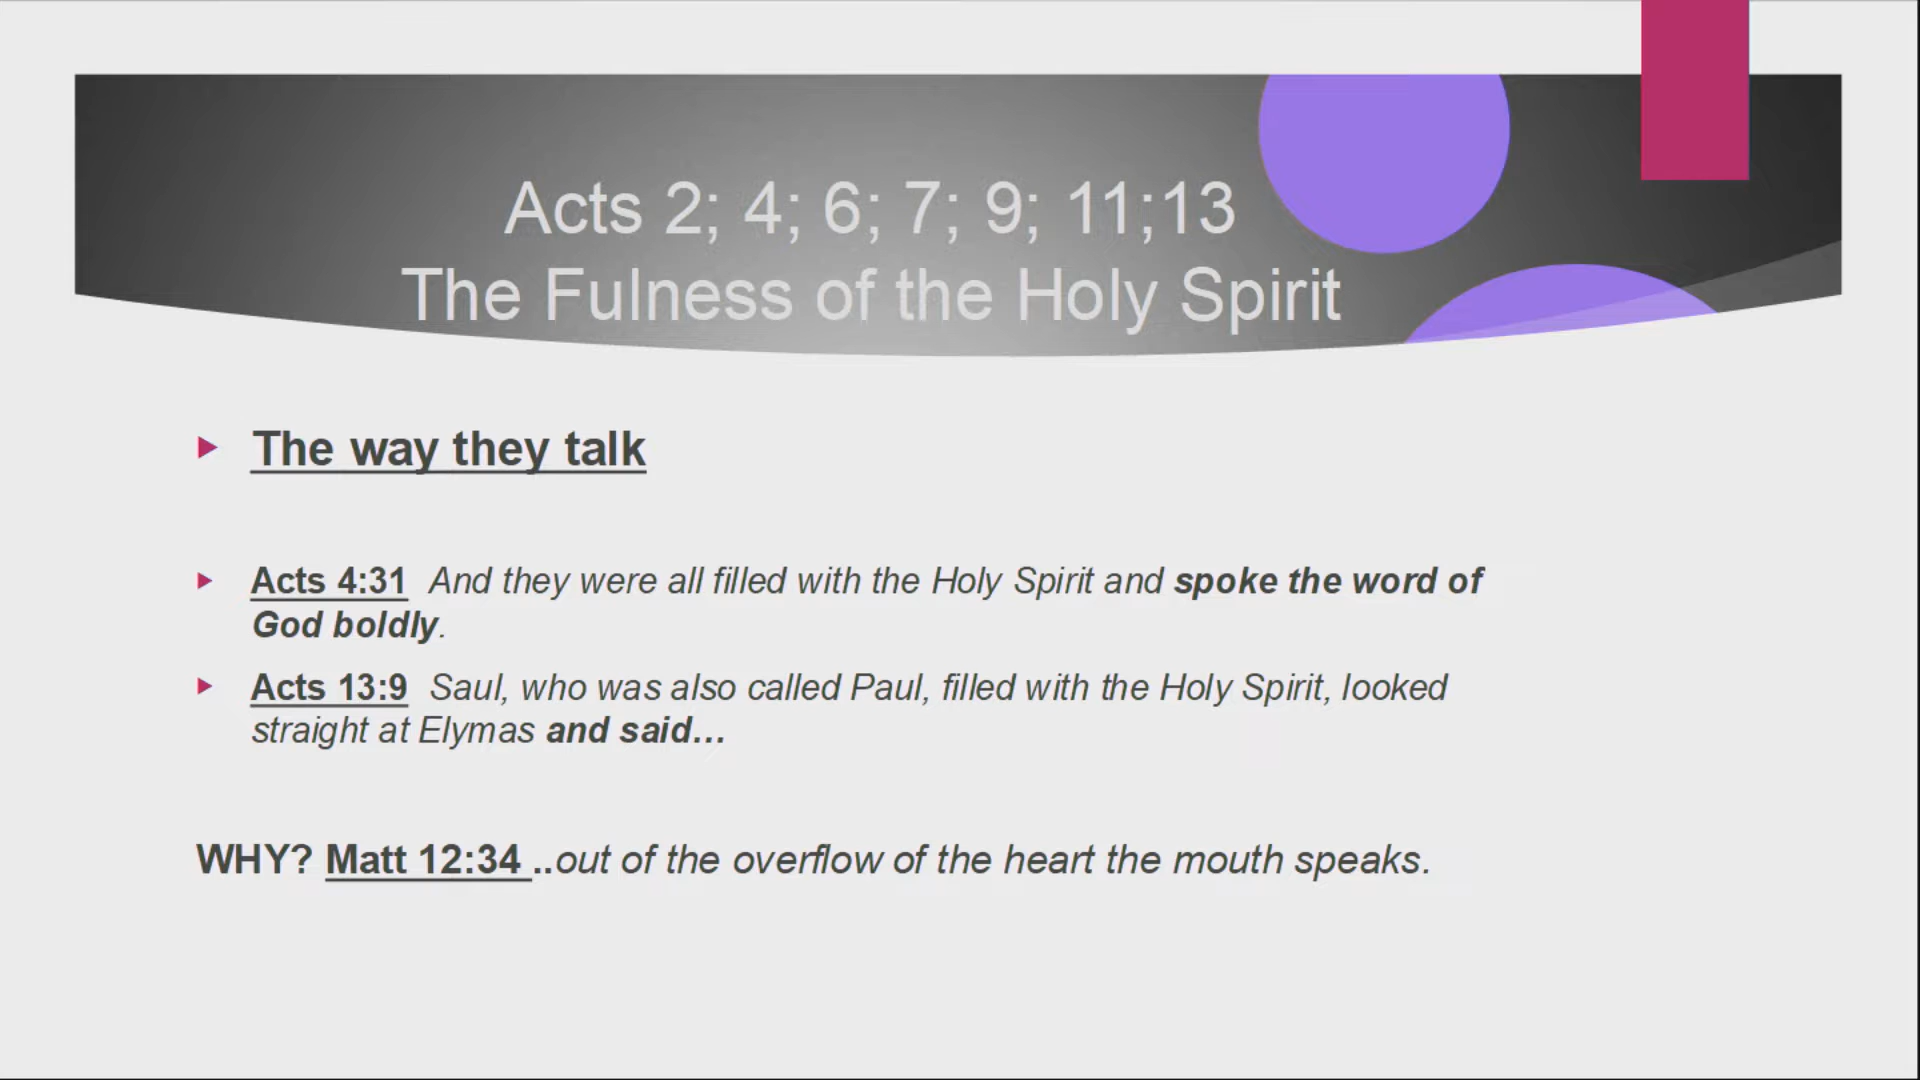 Acts 2; 4; 6; 7; 9; 11;13
The Fulness of the Holy Spirit
The way they talk
Acts 4:31 And they were all filled with the Holy Spirit and spoke the word of
God boldly.
Acts 13:9 Saul, who was also called Paul, filled with the Holy Spirit, looked
straight at Elymas and said…
WHY? Matt 12:34 ..out of the overflow of the heart the mouth speaks.